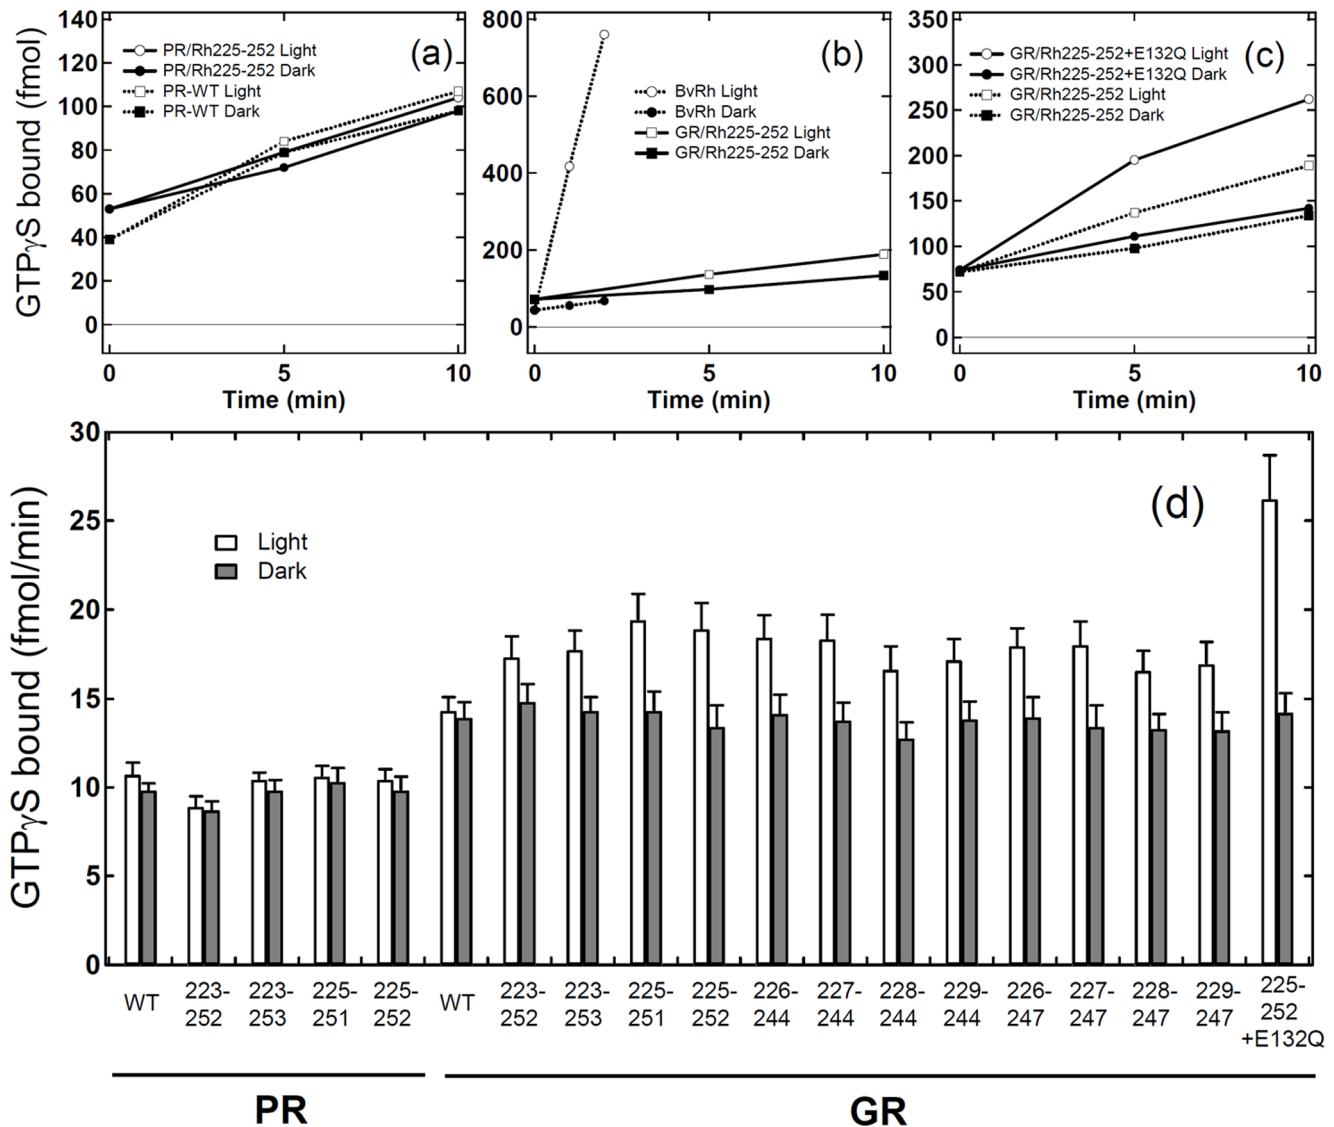 (a)
PR/Rh225-252 Light
PR/Rh225-252 Dark
PR-WT Light
PR-WT Dark
GTPγS bound (fmol)
140
120
100
80
60
40
20
0
0 5 10
Time (min)
(b)
BvRh Light
BvRh Dark
GR/Rh225-252 Light
GR/Rh225-252 Dark
800
600
400
200
0
0 5 10
Time (min)
(c)
GR/Rh225-252+E132Q Light
GR/Rh225-252+E132Q Dark
GR/Rh225-252 Light
GR/Rh225-252 Dark
350
300
250
200
150
100
50
0
0 5 10
Time (min)
(d)
Light
Dark
GTPγS bound (fmol/min)
30
25
20
15
10
5
0
WT
223-
252
223-
253
225-
251
225-
252
WT
223-
252
223-
253
225-
251
225-
252
226-
244
227-
244
228-
244
229-
244
226-
247
227-
247
228-
247
229-
247
225-
252
+E132Q
PR
GR